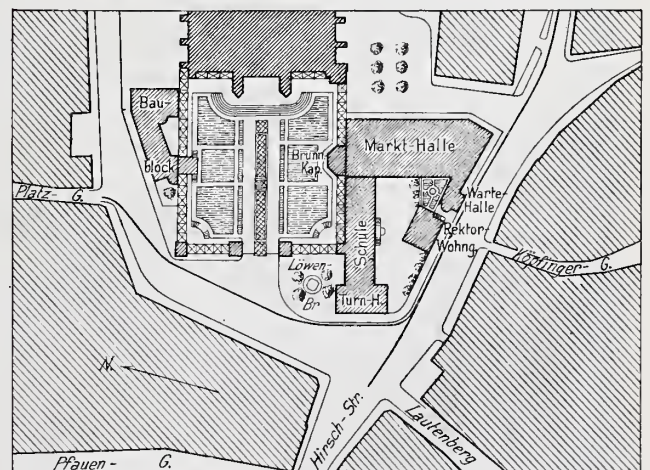 Bau-
block
Brunn.
Kap.
Markt-Halle
Warte-
Halle
Rektor-
Wohng.
Schule
Turn-H.
Löwen-
Br.
Platz-G.
Köpfinger-G.
N.
Hirsch-Str.
Lautenberg
Pfauen-G.